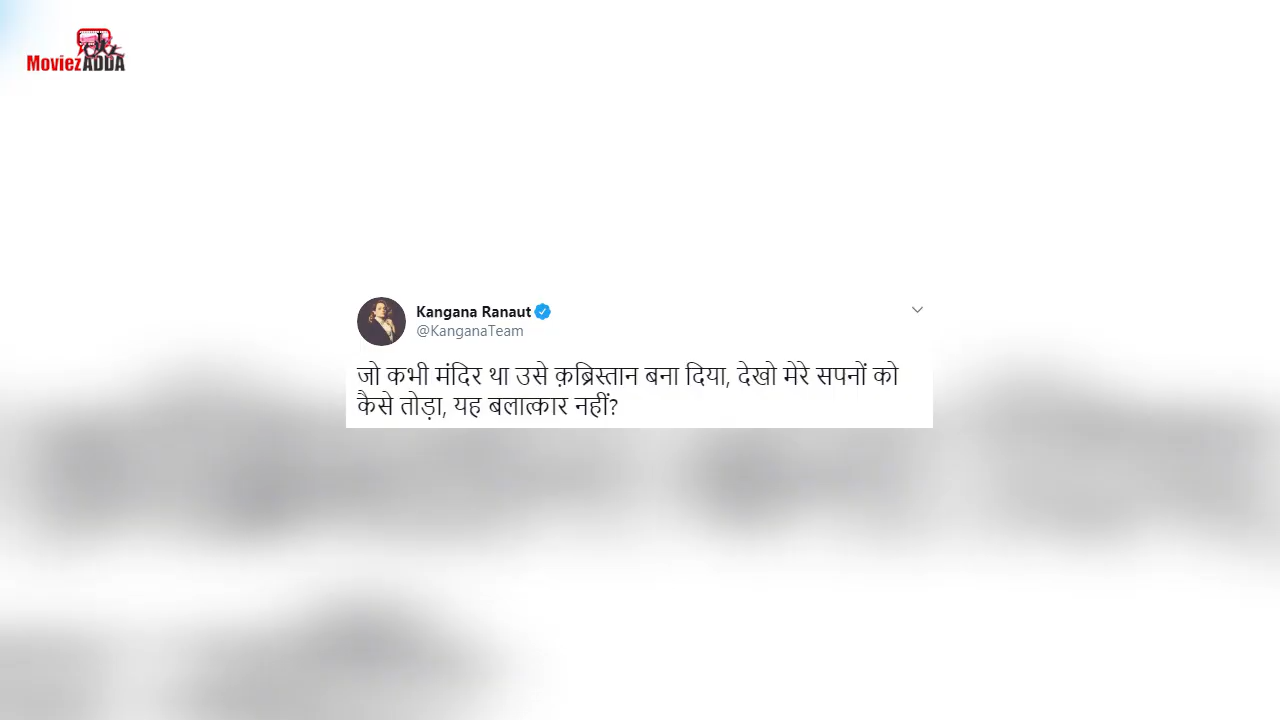 MoviezADDA
Kangana Ranaut
@KanganaTeam
जो कभी मंदिर था उसे क़ब्रिस्तान बना दिया, देखो मेरे सपनों को
कैसे तोड़ा, यह बलात्कार नहीं?